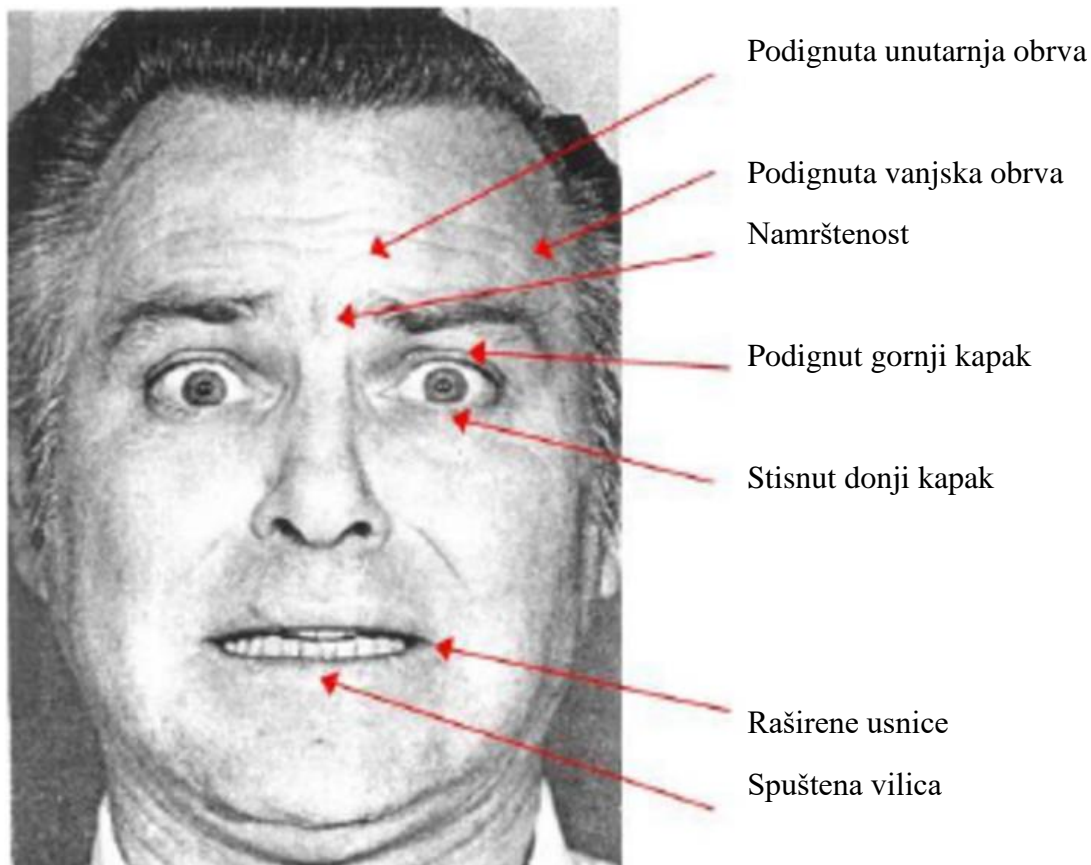 Podignuta unutarnja obrva
Podignuta vanjska obrva
Namrštenost
Podignut gornji kapak
Stisnut donji kapak
Raširene usnice
Spuštena vilica